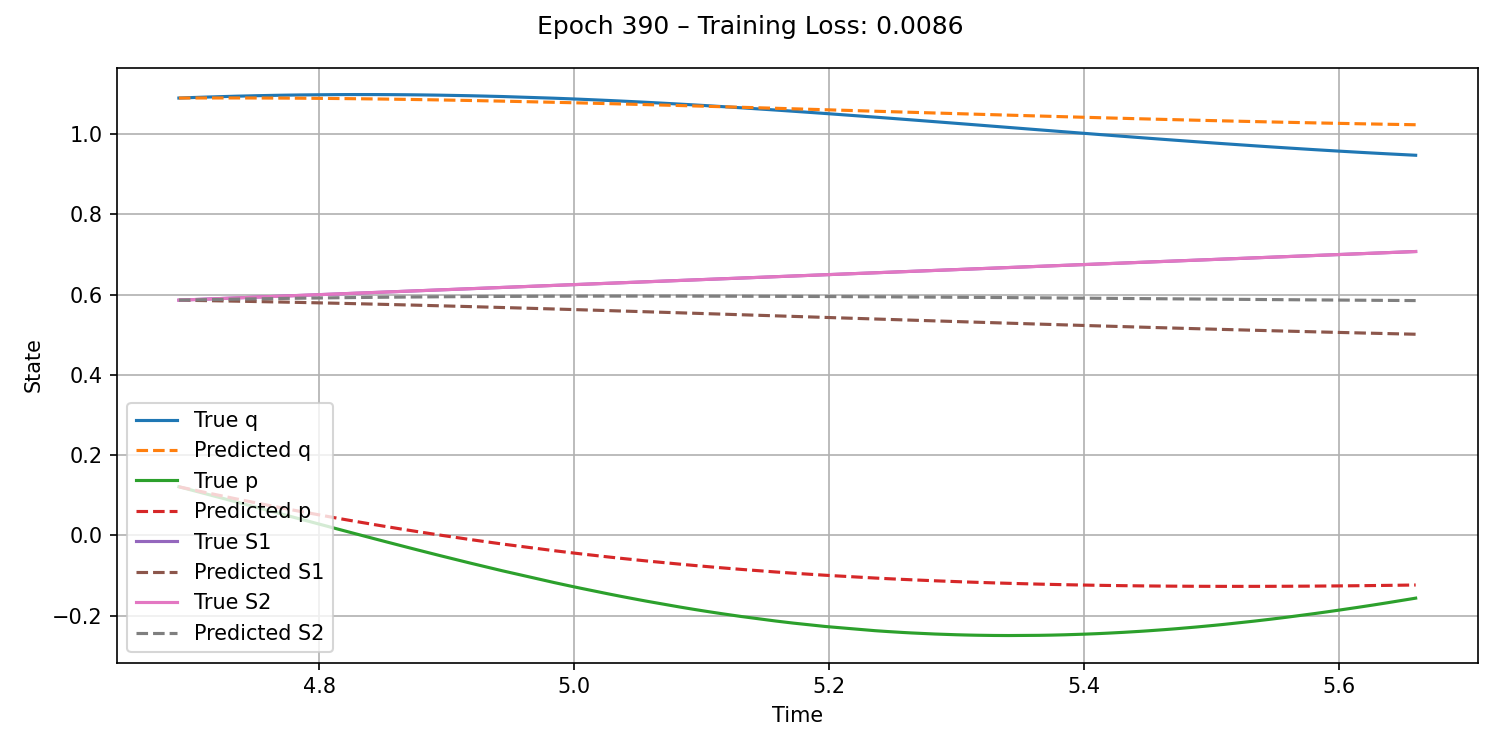 Epoch 390 – Training Loss: 0.0086
State
1.0
0.8
0.6
0.4
0.2
0.0
−0.2
True q
Predicted q
True p
Predicted p
True S1
Predicted S1
True S2
Predicted S2
4.8 5.0 5.2 5.4 5.6
Time